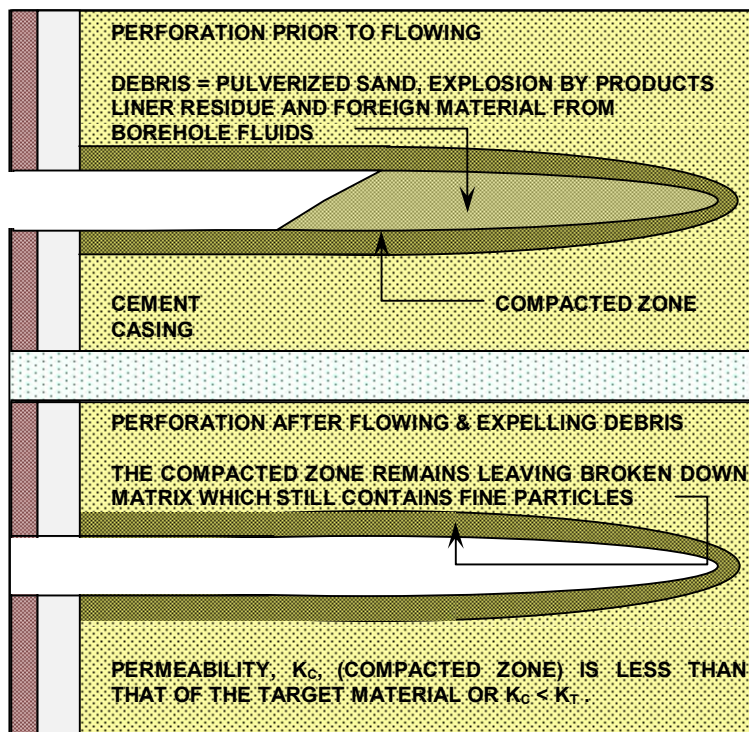 PERFORATION PRIOR TO FLOWING
DEBRIS = PULVERIZED SAND, EXPLOSION BY PRODUCTS
LINER RESIDUE AND FOREIGN MATERIAL FROM
BOREHOLE FLUIDS
CEMENT
CASING
COMPACTED ZONE
PERFORATION AFTER FLOWING & EXPELLING DEBRIS
THE COMPACTED ZONE REMAINS LEAVING BROKEN DOWN
MATRIX WHICH STILL CONTAINS FINE PARTICLES
PERMEABILITY, KC, (COMPACTED ZONE) IS LESS THAN
THAT OF THE TARGET MATERIAL OR KC < KT .